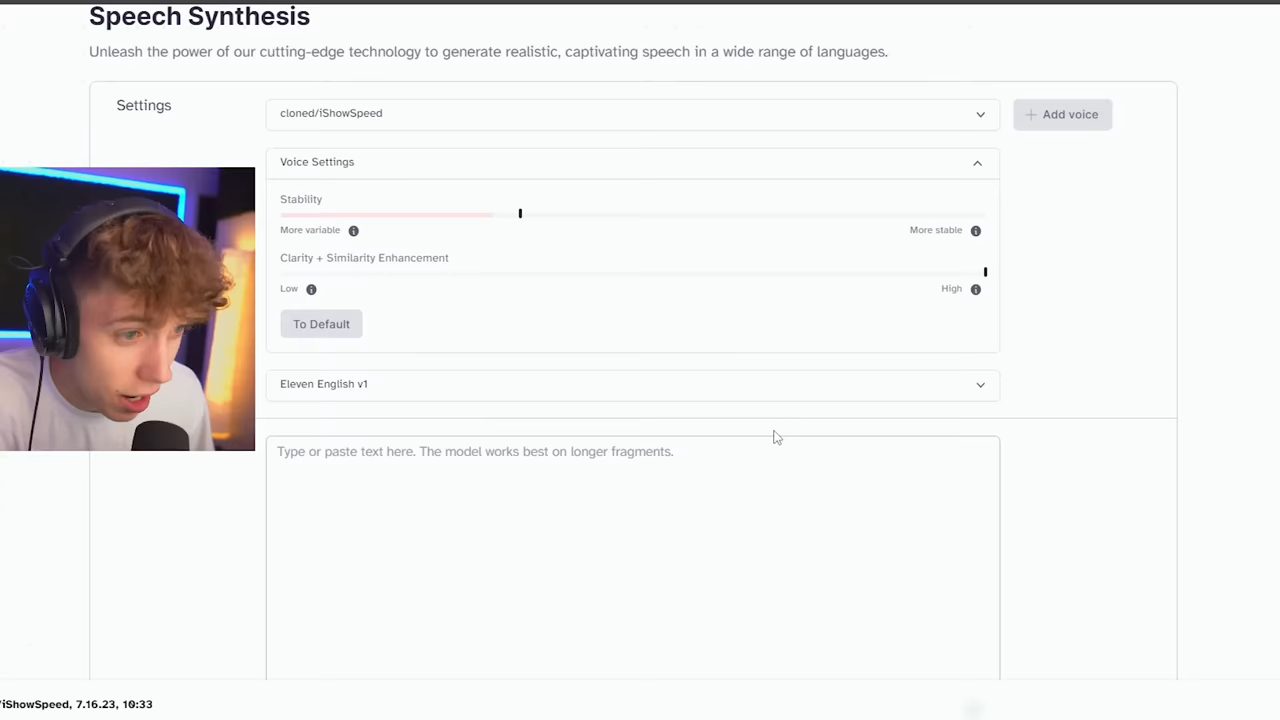 Speech Synthesis
Unleash the power of our cutting-edge technology to generate realistic, captivating speech in a wide range of languages.
Settings
cloned/iShowSpeed
+ Add voice
Voice Settings
Stability
More variable
More stable
Clarity + Similarity Enhancement
Low
High
To Default
Eleven English v1
Type or paste text here. The model works best on longer fragments.
/iShowSpeed, 7.16.23, 10:33